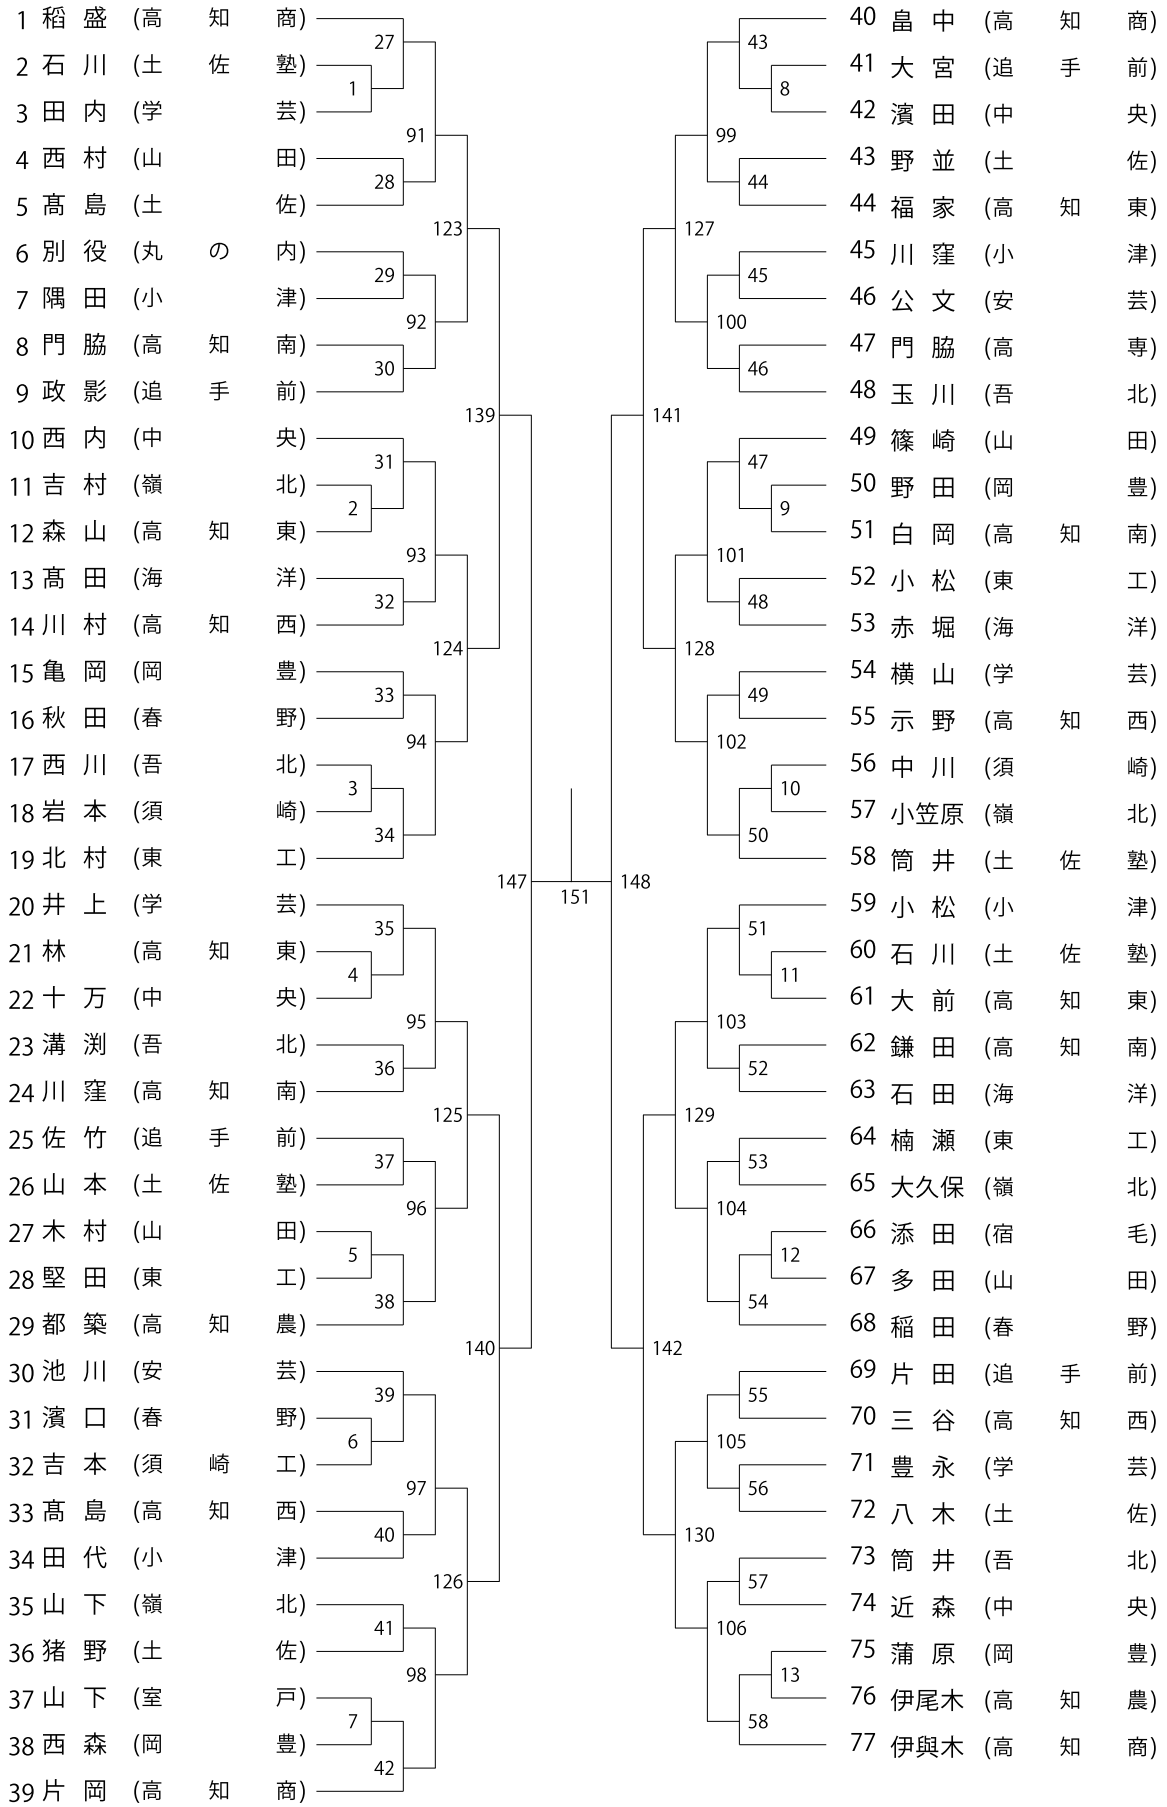 1 稲盛 (高知商)
2 石川 (土佐塾)
3 田内 (学芸)
4 西村 (山田)
5 髙島 (土佐)
6 別役 (丸の内)
7 隅田 (小津)
8 門脇 (高知南)
9 政影 (追手前)
10 西内 (中央)
11 吉村 (嶺北)
12 森山 (高知東)
13 髙田 (海洋)
14 川村 (高知西)
15 亀岡 (岡豊)
16 秋田 (春野)
17 西川 (吾北)
18 岩本 (須崎)
19 北村 (東工)
20 井上 (学芸)
21 林 (高知東)
22 十万 (中央)
23 溝渕 (吾北)
24 川窪 (高知南)
25 佐竹 (追手前)
26 山本 (土佐塾)
27 木村 (山田)
28 堅田 (東工)
29 都築 (高知農)
30 池川 (安芸)
31 濱口 (春野)
32 吉本 (須崎工)
33 髙島 (高知西)
34 田代 (小津)
35 山下 (嶺北)
36 猪野 (土佐)
37 山下 (室戸)
38 西森 (岡豊)
39 片岡 (高知商)
27
1
91
28
123
29
92
30
139
31
2
93
32
124
33
94
3
34
147
35
4
95
36
125
37
96
5
38
140
39
6
97
40
126
41
98
7
42
151
43
8
99
44
127
45
100
46
141
47
9
101
48
128
49
102
10
50
148
51
11
103
52
129
53
104
12
54
142
55
105
56
130
57
106
13
58
40 畠中 (高知商)
41 大宮 (追手前)
42 濱田 (中央)
43 野並 (土佐)
44 福家 (高知東)
45 川窪 (小津)
46 公文 (安芸)
47 門脇 (高専)
48 玉川 (吾北)
49 篠崎 (山田)
50 野田 (岡豊)
51 白岡 (高知南)
52 小松 (東工)
53 赤堀 (海洋)
54 横山 (学芸)
55 示野 (高知西)
56 中川 (須崎)
57 小笠原 (嶺北)
58 筒井 (土佐塾)
59 小松 (小津)
60 石川 (土佐塾)
61 大前 (高知東)
62 鎌田 (高知南)
63 石田 (海洋)
64 楠瀬 (東工)
65 大久保 (嶺北)
66 添田 (宿毛)
67 多田 (山田)
68 稲田 (春野)
69 片田 (追手前)
70 三谷 (高知西)
71 豊永 (学芸)
72 八木 (土佐)
73 筒井 (吾北)
74 近森 (中央)
75 蒲原 (岡豊)
76 伊尾木 (高知農)
77 伊與木 (高知商)